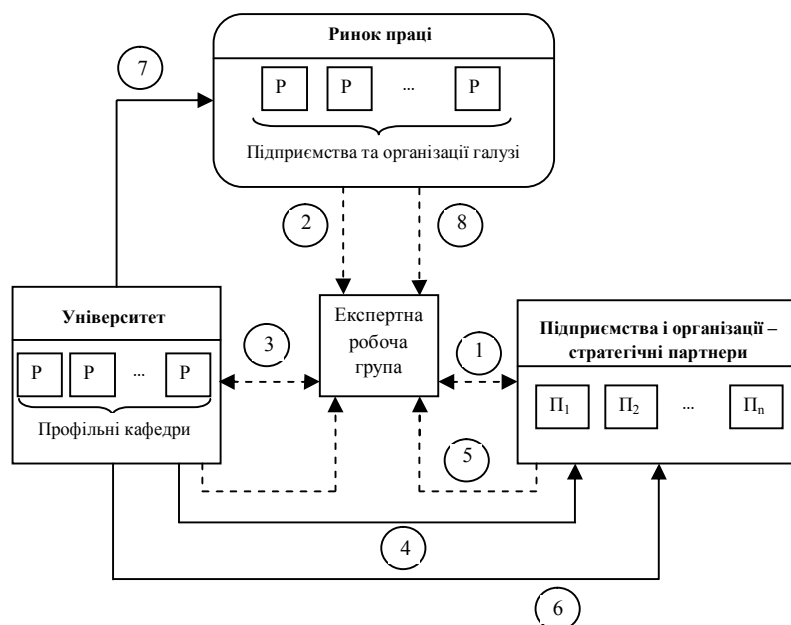 Ринок праці
7
Р Р ... Р
Підприємства та організації галузі
2
8
Університет
Експертна
робоча
група
Підприємства і організації –
стратегічні партнери
3
1
Р Р ... Р
П1 П2 ... Пn
Профільні кафедри
5
4
6